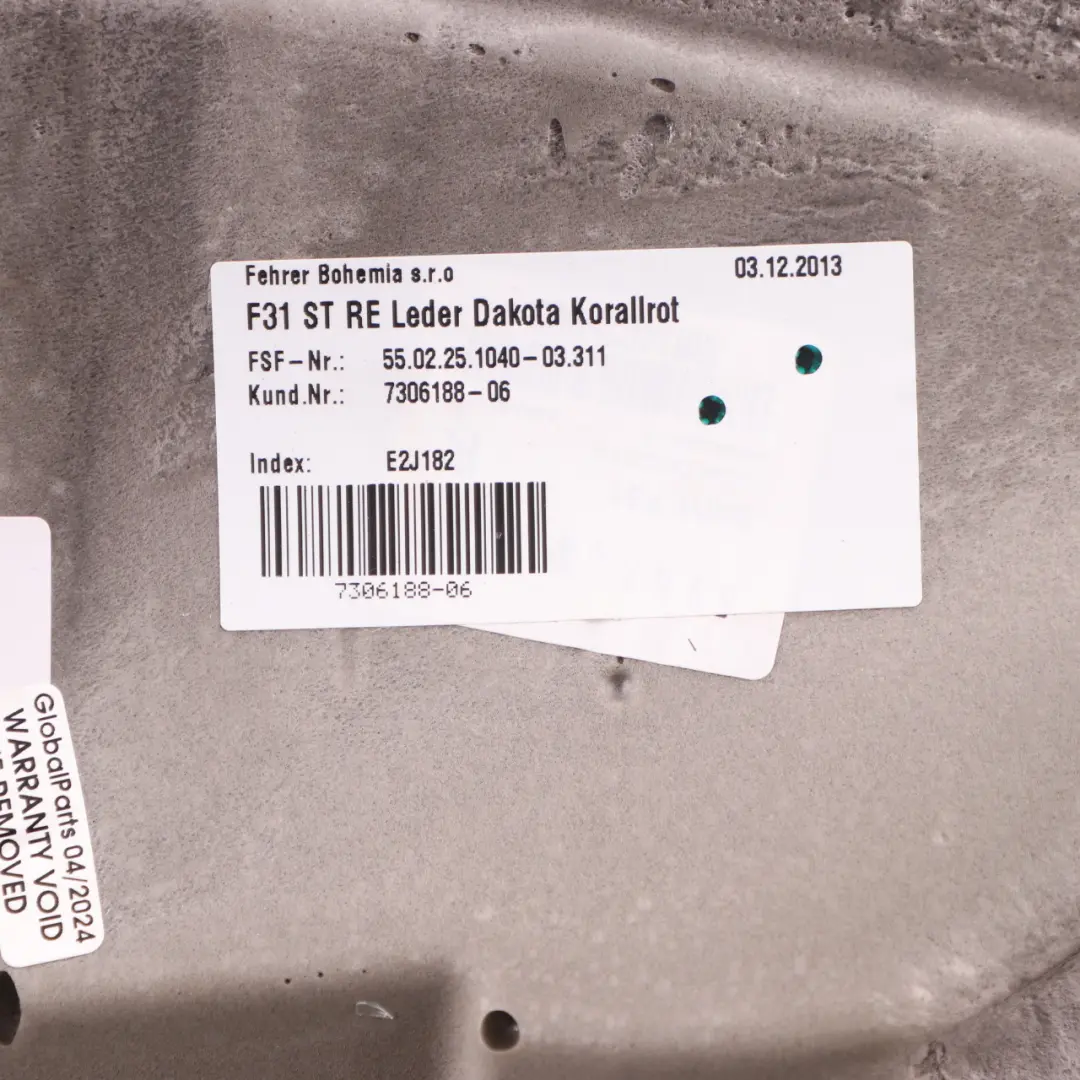 Fehrer Bohemia s.r.o 03.12.2013
F31 ST RE Leder Dakota Korallrot
FSF-Nr.: 55.02.25.1040-03.311
Kund.Nr.: 7306188-06
Index: E2J182
7306188-06
GlobalParts 04/2024
WARRANTY VOID
REMOVED